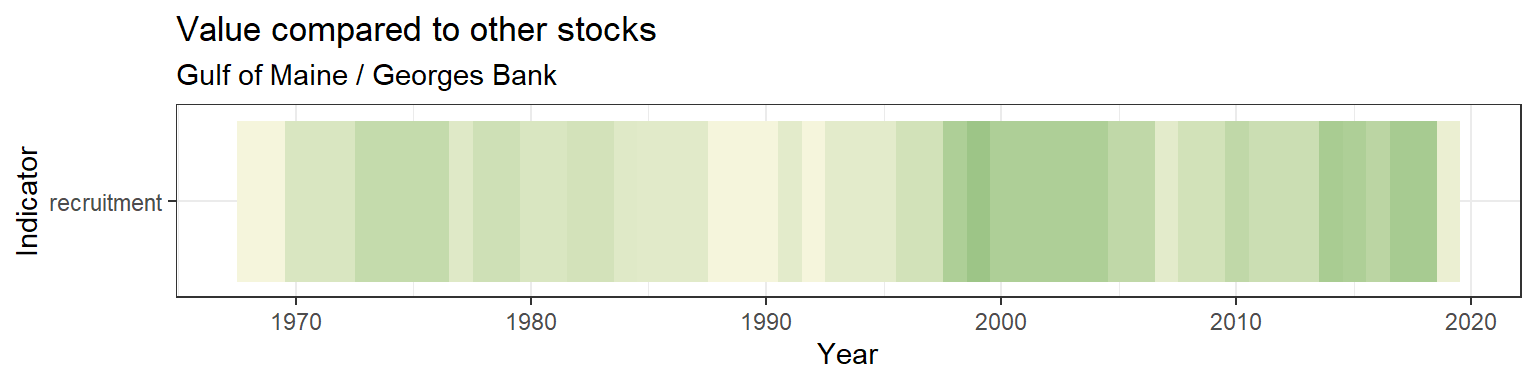 Value compared to other stocks
Gulf of Maine / Georges Bank
Indicator
recruitment
1970 1980 1990 2000 2010 2020
Year